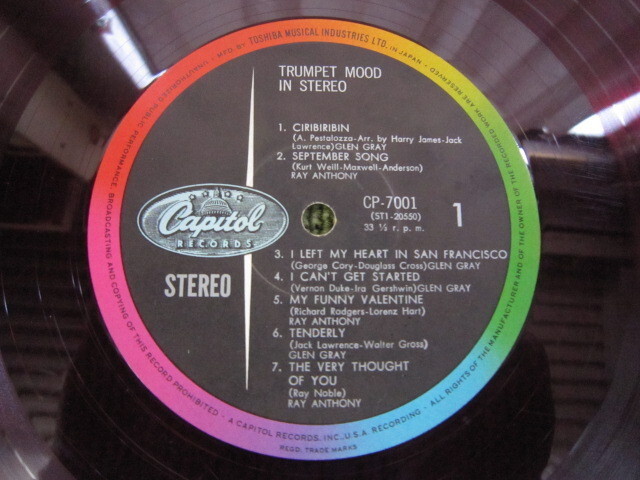 MFD. BY TOSHIBA MUSICAL INDUSTRIES LTD. IN JAPAN · ALL RIGHTS OF THE MANUFACTURER AND OF THE OWNER OF THE RECORDED WORK ARE RESERVED
UNAUTHORIZED PUBLIC PERFORMANCE, BROADCASTING AND COPYING OF THIS RECORD PROHIBITED · A CAPITOL RECORDS, INC., U.S.A. RECORDING ·
REGD. TRADE MARKS
TRUMPET MOOD
IN STEREO
1. CIRIBIRIBIN
(A. Pestalozza-Arr. by Harry James-Jack
Lawrence)GLEN GRAY
2. SEPTEMBER SONG
(Kurt Weill-Maxwell-Anderson)
RAY ANTHONY
Capitol
RECORDS
STEREO
CP-7001
(ST1-20550)
33 ⅓ r. p. m.
1
3. I LEFT MY HEART IN SAN FRANCISCO
(George Cory-Douglass Cross)GLEN GRAY
4. I CAN'T GET STARTED
(Vernon Duke-Ira Gershwin)GLEN GRAY
5. MY FUNNY VALENTINE
(Richard Rodgers-Lorenz Hart)
RAY ANTHONY
6. TENDERLY
(Jack Lawrence-Walter Gross)
GLEN GRAY
7. THE VERY THOUGHT
OF YOU
(Ray Noble)
RAY ANTHONY